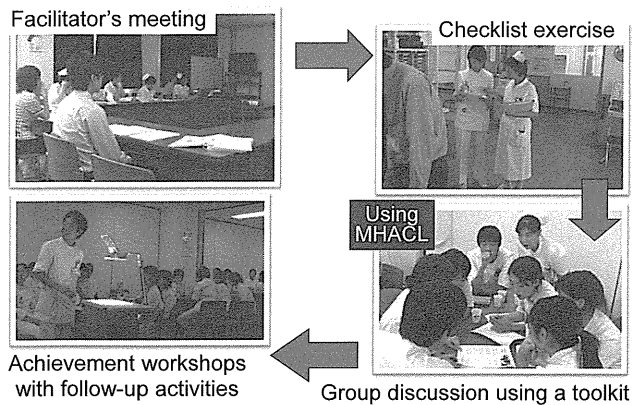 Facilitator's meeting
Checklist exercise
Using
MHACL
Group discussion using a toolkit
Achievement workshops
with follow-up activities